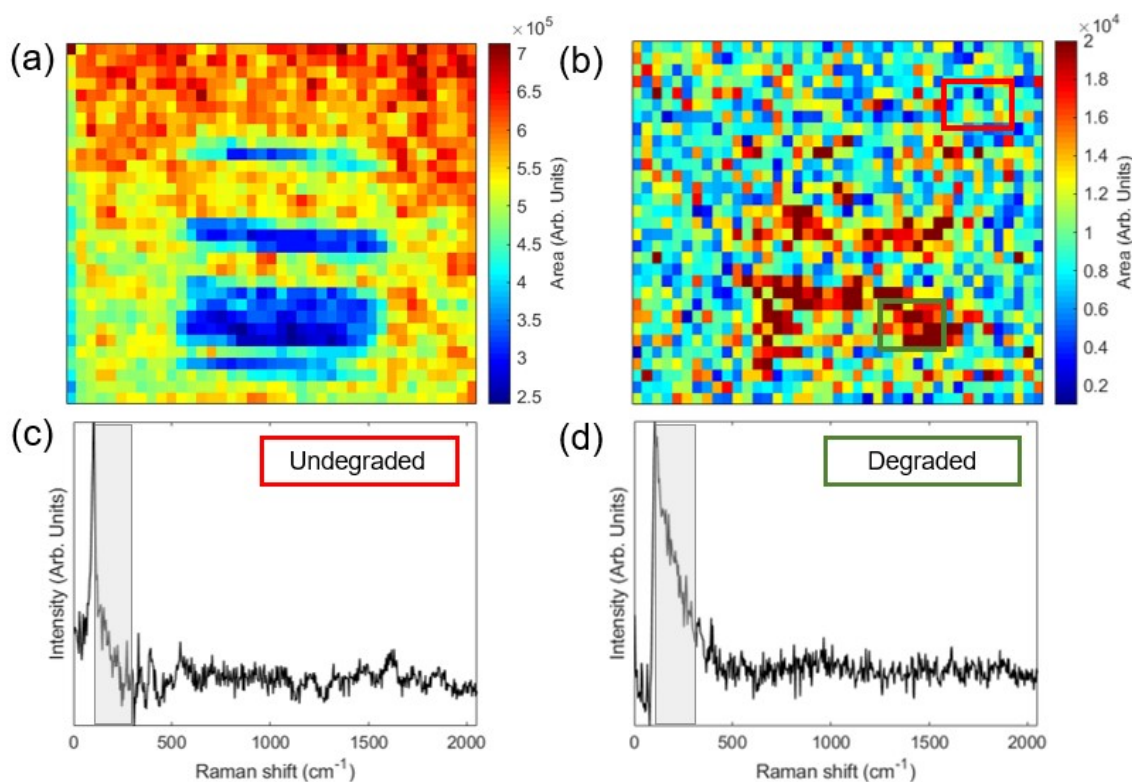 (a)
× 10⁵
7
6.5
6
5.5
5
4.5
4
3.5
3
2.5
Area (Arb. Units)
(b)
× 10⁴
2
1.8
1.6
1.4
1.2
1
0.8
0.6
0.4
0.2
Area (Arb. Units)
(c)
Undegraded
Intensity (Arb. Units)
0
500
1000
1500
2000
Raman shift (cm⁻¹)
(d)
Degraded
Intensity (Arb. Units)
0
500
1000
1500
2000
Raman shift (cm⁻¹)